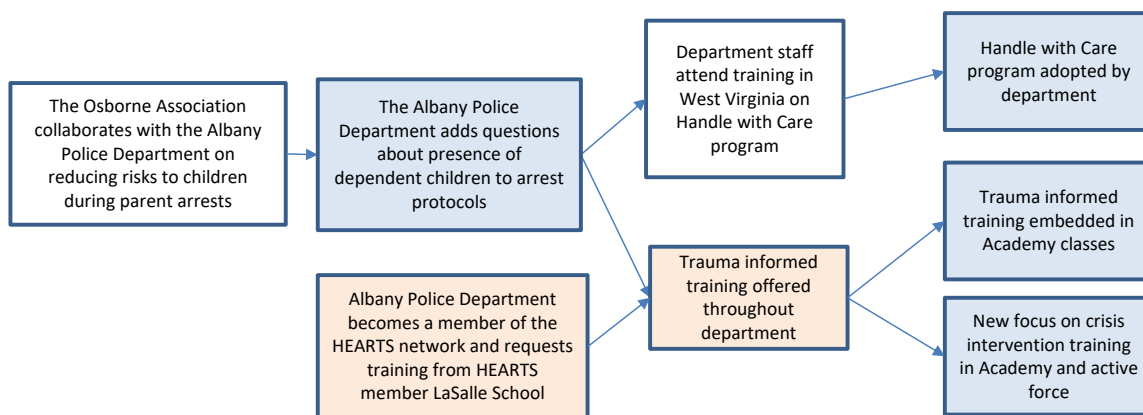 The Osborne Association
collaborates with the Albany
Police Department on
reducing risks to children
during parent arrests
The Albany Police
Department adds questions
about presence of
dependent children to arrest
protocols
Department staff
attend training in
West Virginia on
Handle with Care
program
Handle with Care
program adopted by
department
Albany Police Department
becomes a member of the
HEARTS network and requests
training from HEARTS
member LaSalle School
Trauma informed
training offered
throughout
department
Trauma informed
training embedded in
Academy classes
New focus on crisis
intervention training
in Academy and active
force